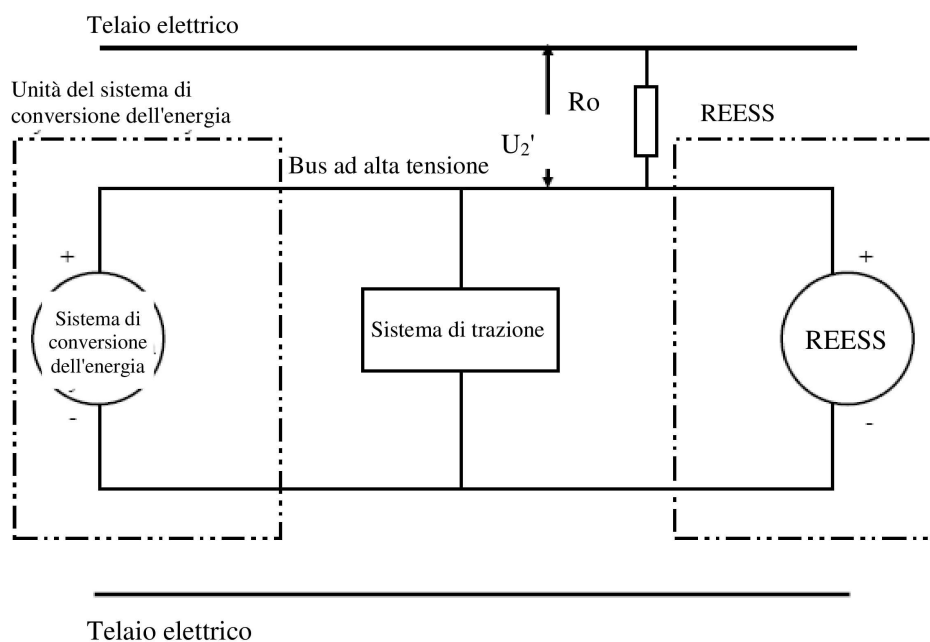 Telaio elettrico
Unità del sistema di
conversione dell'energia
Ro
REESS
U₂'
Bus ad alta tensione
+
+
Sistema di
conversione
dell'energia
Sistema di trazione
REESS
-
-
Telaio elettrico